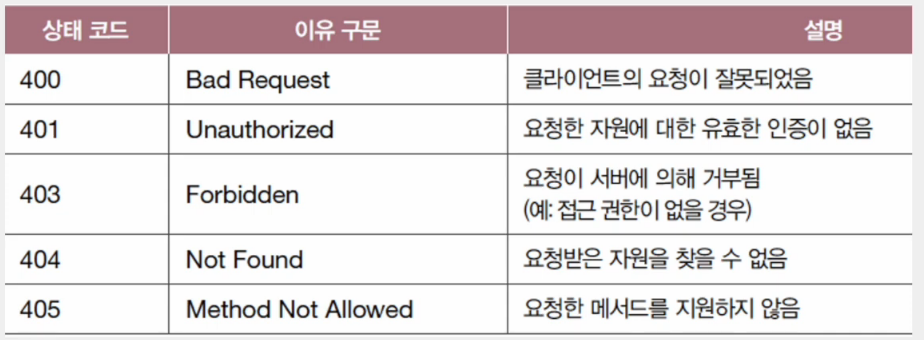 상태 코드 이유 구문 설명
400 Bad Request 클라이언트의 요청이 잘못되었음
401 Unauthorized 요청한 자원에 대한 유효한 인증이 없음
403 Forbidden 요청이 서버에 의해 거부됨
(예: 접근 권한이 없을 경우)
404 Not Found 요청받은 자원을 찾을 수 없음
405 Method Not Allowed 요청한 메서드를 지원하지 않음